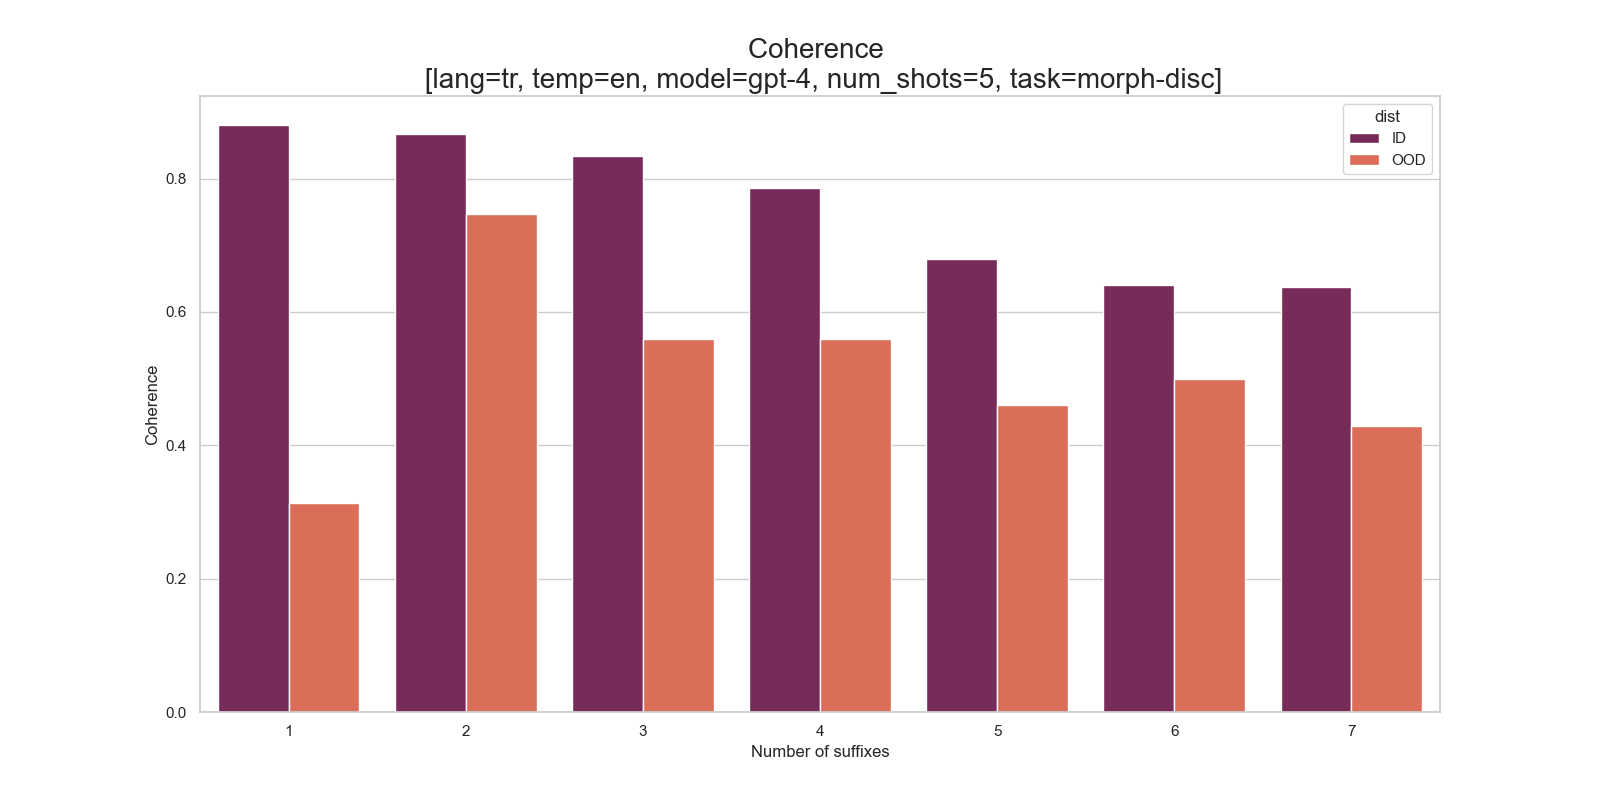 Coherence
[lang=tr, temp=en, model=gpt-4, num_shots=5, task=morph-disc]
dist
ID
OOD
0.8
0.6
0.4
0.2
0.0
Coherence
1 2 3 4 5 6 7
Number of suffixes